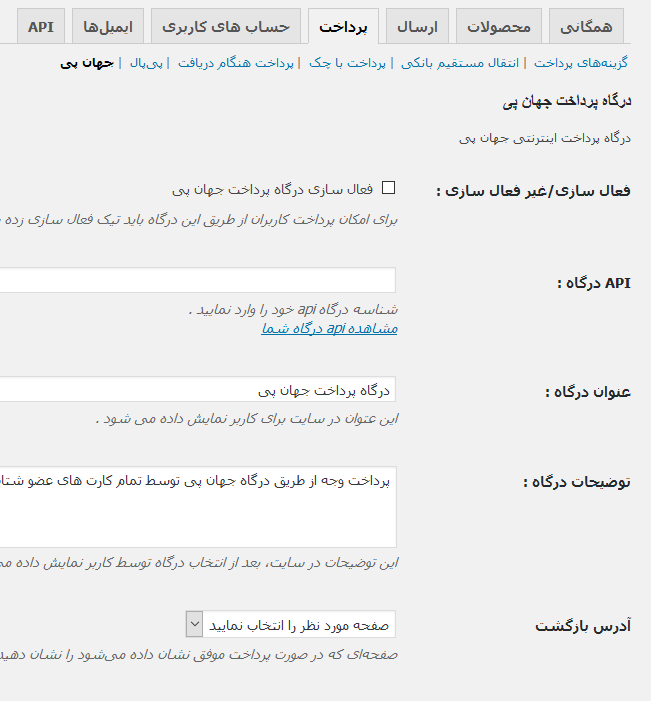 همگانی محصولات ارسال پرداخت حساب های کاربری ایمیل‌ها API
گزینه‌های پرداخت | انتقال مستقیم بانکی | پرداخت با چک | پرداخت هنگام دریافت | پی‌پال | جهان پی
درگاه پرداخت جهان پی
درگاه پرداخت اینترنتی جهان پی
فعال سازی/غیر فعال سازی : فعال سازی درگاه پرداخت جهان پی
برای امکان پرداخت کاربران از طریق این درگاه باید تیک فعال سازی زده
API درگاه :
شناسه درگاه api خود را وارد نمایید .
مشاهده api درگاه شما
عنوان درگاه : درگاه پرداخت جهان پی
این عنوان در سایت برای کاربر نمایش داده می شود .
توضیحات درگاه : پرداخت وجه از طریق درگاه جهان پی توسط تمام کارت های عضو
این توضیحات در سایت، بعد از انتخاب درگاه توسط کاربر نمایش داده
آدرس بازگشت صفحه مورد نظر را انتخاب نمایید
صفحه‌ای که در صورت پرداخت موفق نشان داده می‌شود را نشان دهید